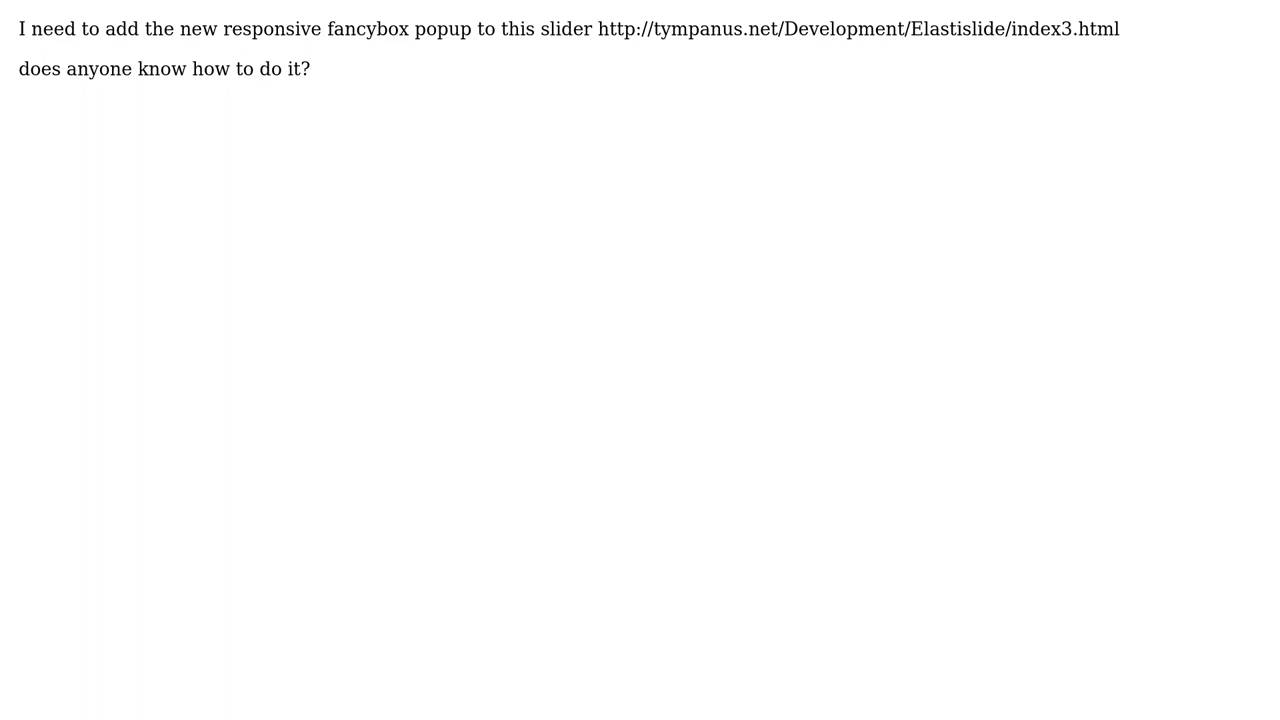 I need to add the new responsive fancybox popup to this slider http://tympanus.net/Development/Elastislide/index3.html
does anyone know how to do it?